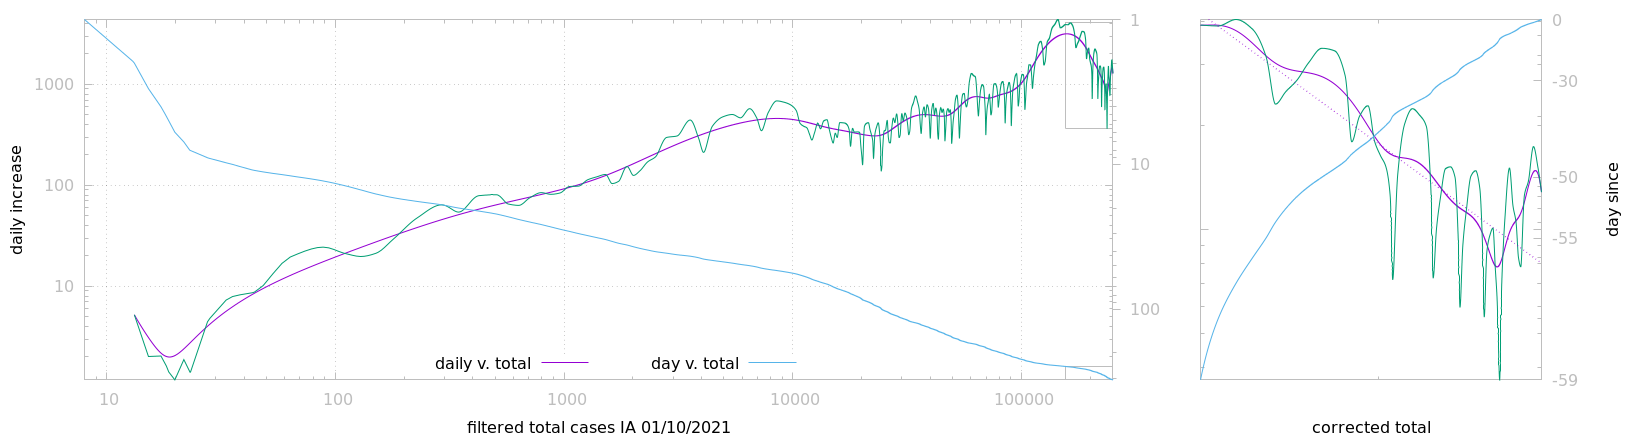 daily increase
1000
100
10
10
100
1000
10000
100000
1
10
100
daily v. total
day v. total
filtered total cases IA 01/10/2021
0
-30
-50
-55
-59
day since
corrected total